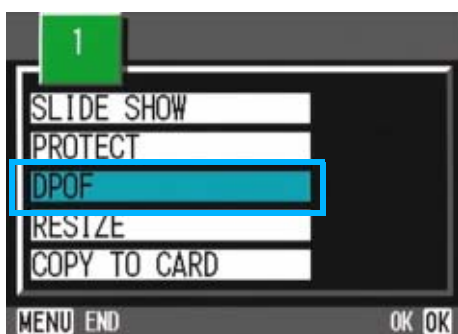 1
SLIDE SHOW
PROTECT
DPOF
RESIZE
COPY TO CARD
MENU END OK OK